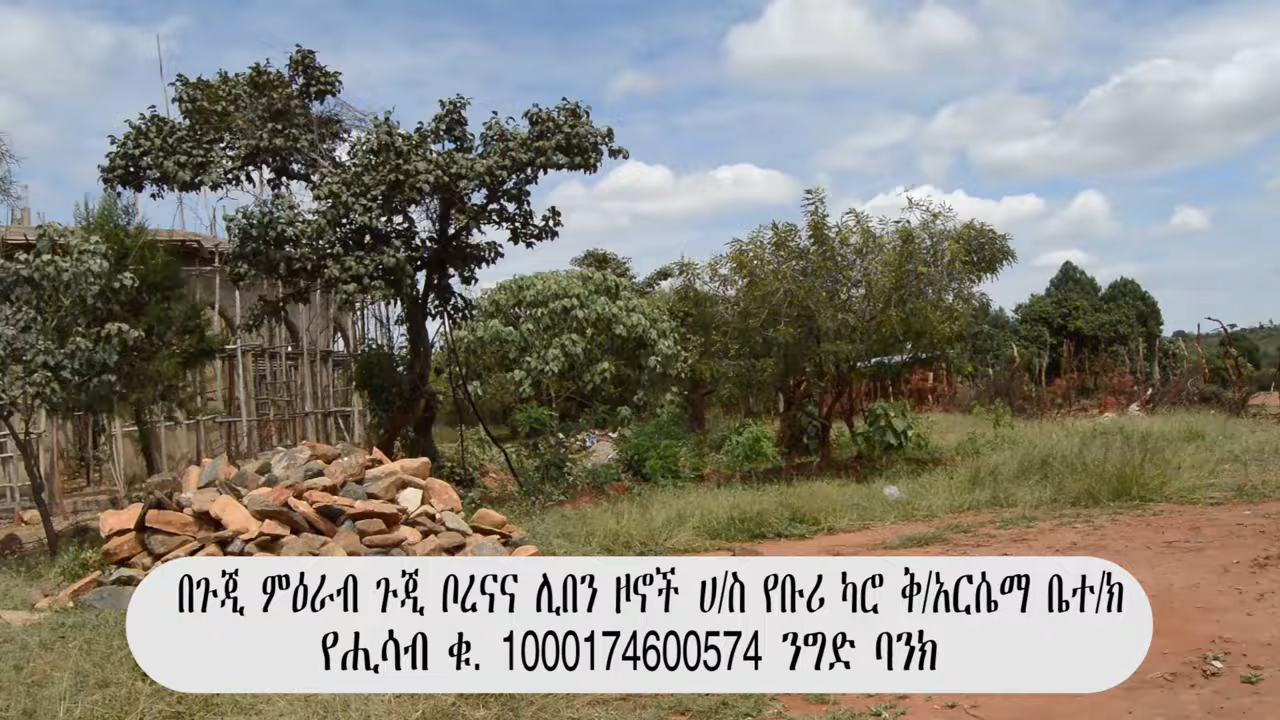 በጉጂ ምዕራብ ጉጂ ቦረናና ሊበን ዞኖች ሀ/ስ የቡሪ ካሮ ቅ/አርሴማ ቤተ/ክ
የሒሳብ ቁ. 1000174600574 ንግድ ባንክ